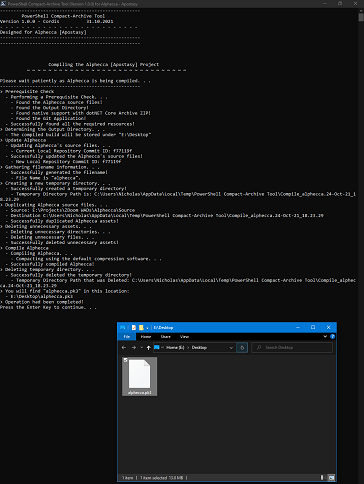 PowerShell Compact-Archive Tool Version 1.0.0 for Alphecca - Apostasy
PowerShell Compact-Archive Tool
Version 1.0.0 - Cordis 31.10.2021
Designed for Alphecca [Apostasy]
Compiling the Alphecca [Apostasy] Project
Please wait patiently as Alphecca is being compiled. . .
> Prerequisite Check
- Performing a Prerequisite Check. . .
- Found the Alphecca source files!
- Found the Output Directory!
- Found native support with dotNET Core Archive ZIP!
- Found the Git Application!
- Successfully found all the required resources!
> Determining the Output Directory. . .
- The compiled build will be stored under "E:\Desktop"
> Update Alphecca
- Updating Alphecca's source files. . .
- Current Local Repository Commit ID: f77119f
- Successfully updated the Alphecca's source files!
- New Local Repository Commit ID: f77119f
> Gathering filename information. . .
- Successfully generated the filename!
- File Name is "alphecca".
> Creating a new temporary directory. . .
- Successfully created a temporary directory!
- Temporary Directory Path is: C:\Users\Nicholas\AppData\Local\Temp\PowerShell Compact-Archive Tool\Compile_alphecca.24-Oct-21_1
8.23.29
> Duplicating Alphecca source files. . .
- Source: E:\Projects\ZDoom WADs\Alphecca\Source
- Destination C:\Users\Nicholas\AppData\Local\Temp\PowerShell Compact-Archive Tool\Compile_alphecca.24-Oct-21_18.23.29
- Successfully duplicated Alphecca assets!
> Deleting unnecessary assets. . .
- Deleting unnecessary directories. . .
- Deleting unnecessary files. . .
- Successfully deleted unnecessary assets!
> Compile Alphecca
- Compiling Alphecca. . .
- Compacting using the default compression software. . .
- Successfully compiled Alphecca!
> Deleting temporary directory. . .
- Successfully deleted the temporary directory!
- Temporary Directory Path that was Deleted: C:\Users\Nicholas\AppData\Local\Temp\PowerShell Compact-Archive Tool\Compile_alphec
ca.24-Oct-21_18.23.29
> You will find "alphecca.pk3" in this location:
- E:\Desktop\alphecca.pk3
> Operation had been completed!
Press the Enter Key to continue. . .
E:\Desktop
File Home Share View
Home (E:) > Desktop
Search Desktop
alphecca.pk3
1 item 1 item selected 13.0 MB